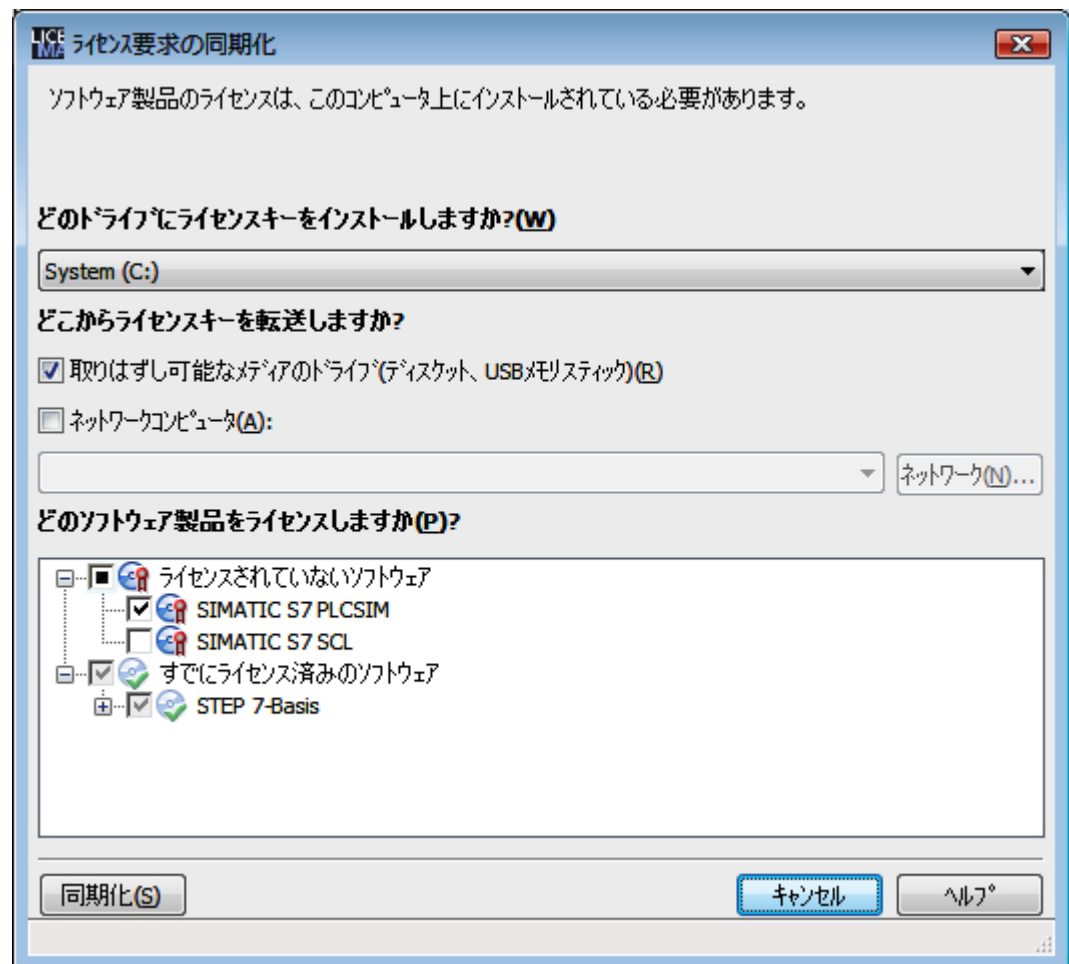 LICE
MA
ライセンス要求の同期化
ソフトウェア製品のライセンスは、このコンピュータ上にインストールされている必要があります。
どのドライブにライセンスキーをインストールしますか?(W)
System (C:)
どこからライセンスキーを転送しますか?
取りはずし可能なメディアのドライブ(ディスケット、USBメモリスティック)(R)
ネットワークコンピュータ(A):
ネットワーク(N)...
どのソフトウェア製品をライセンスしますか(P)?
ライセンスされていないソフトウェア
SIMATIC S7 PLCSIM
SIMATIC S7 SCL
すでにライセンス済みのソフトウェア
STEP 7-Basis
同期化(S)
キャンセル
ヘルプ